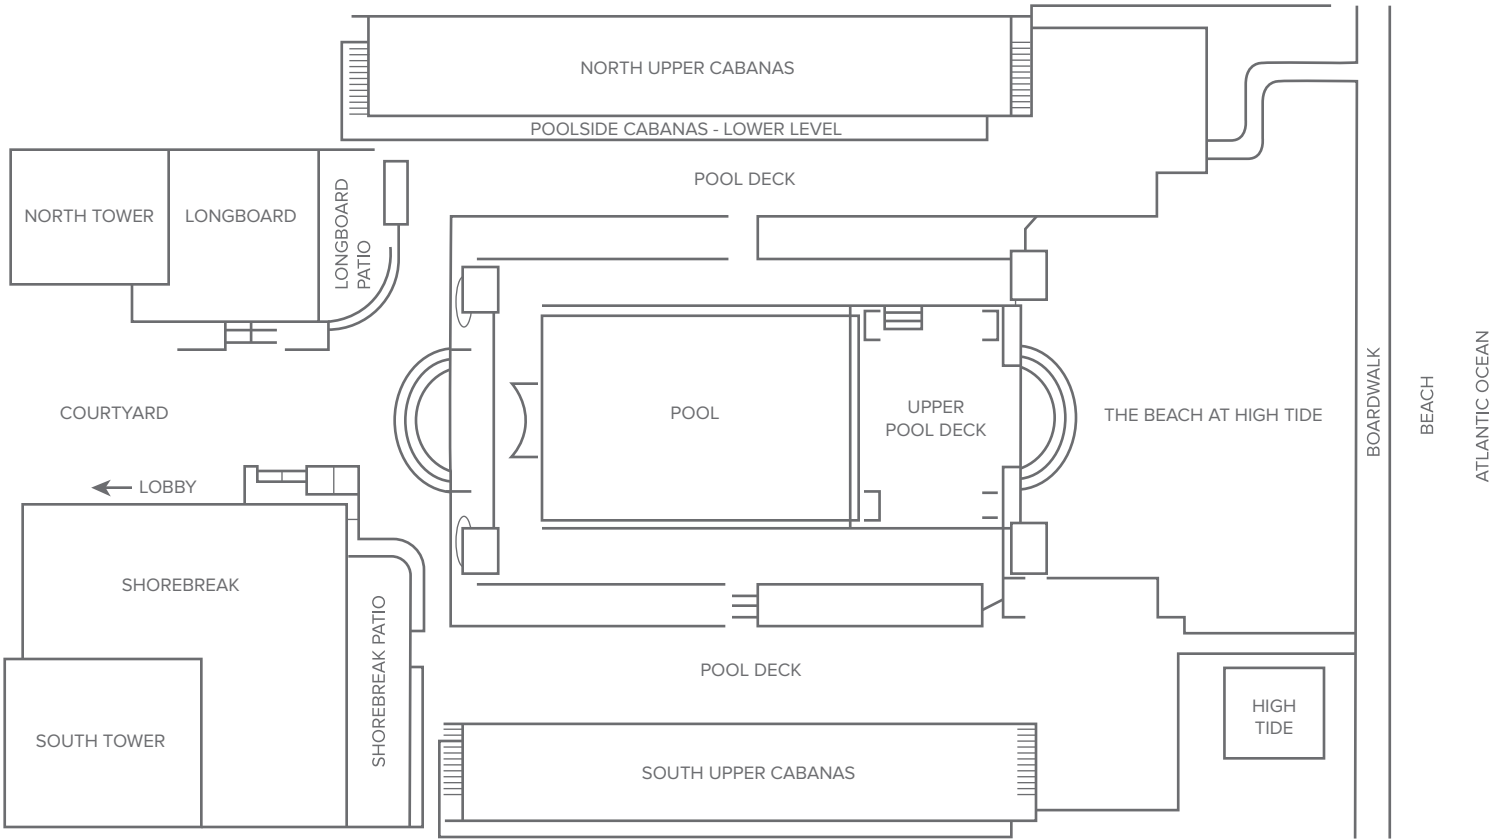 NORTH UPPER CABANAS
POOLSIDE CABANAS - LOWER LEVEL
POOL DECK
NORTH TOWER
LONGBOARD
LONGBOARD
PATIO
COURTYARD
POOL
UPPER
POOL DECK
THE BEACH AT HIGH TIDE
BOARDWALK
BEACH
ATLANTIC OCEAN
LOBBY
SHOREBREAK
SHOREBREAK PATIO
POOL DECK
SOUTH TOWER
SOUTH UPPER CABANAS
HIGH
TIDE